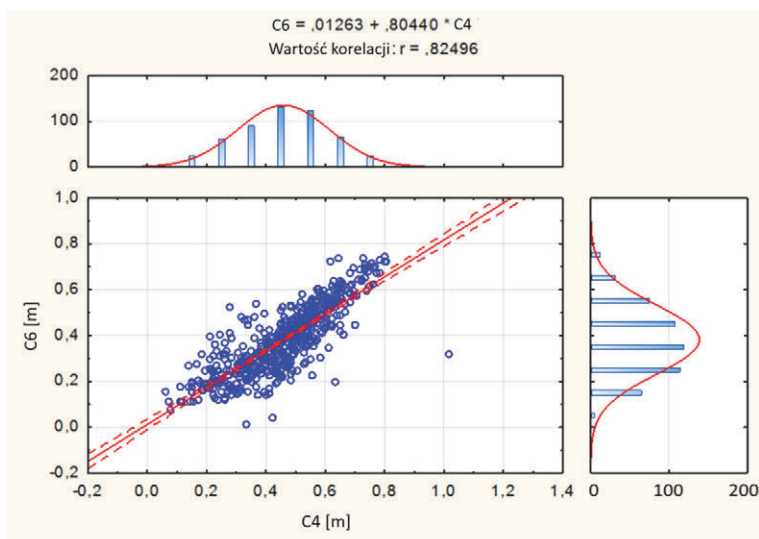 C6 = ,01263 + ,80440 * C4
Wartość korelacji: r = ,82496
200
100
0
1,0
0,8
0,6
0,4
0,2
0,0
-0,2
C6 [m]
-0,2 0,0 0,2 0,4 0,6 0,8 1,0 1,2 1,4
C4 [m]
0 100 200